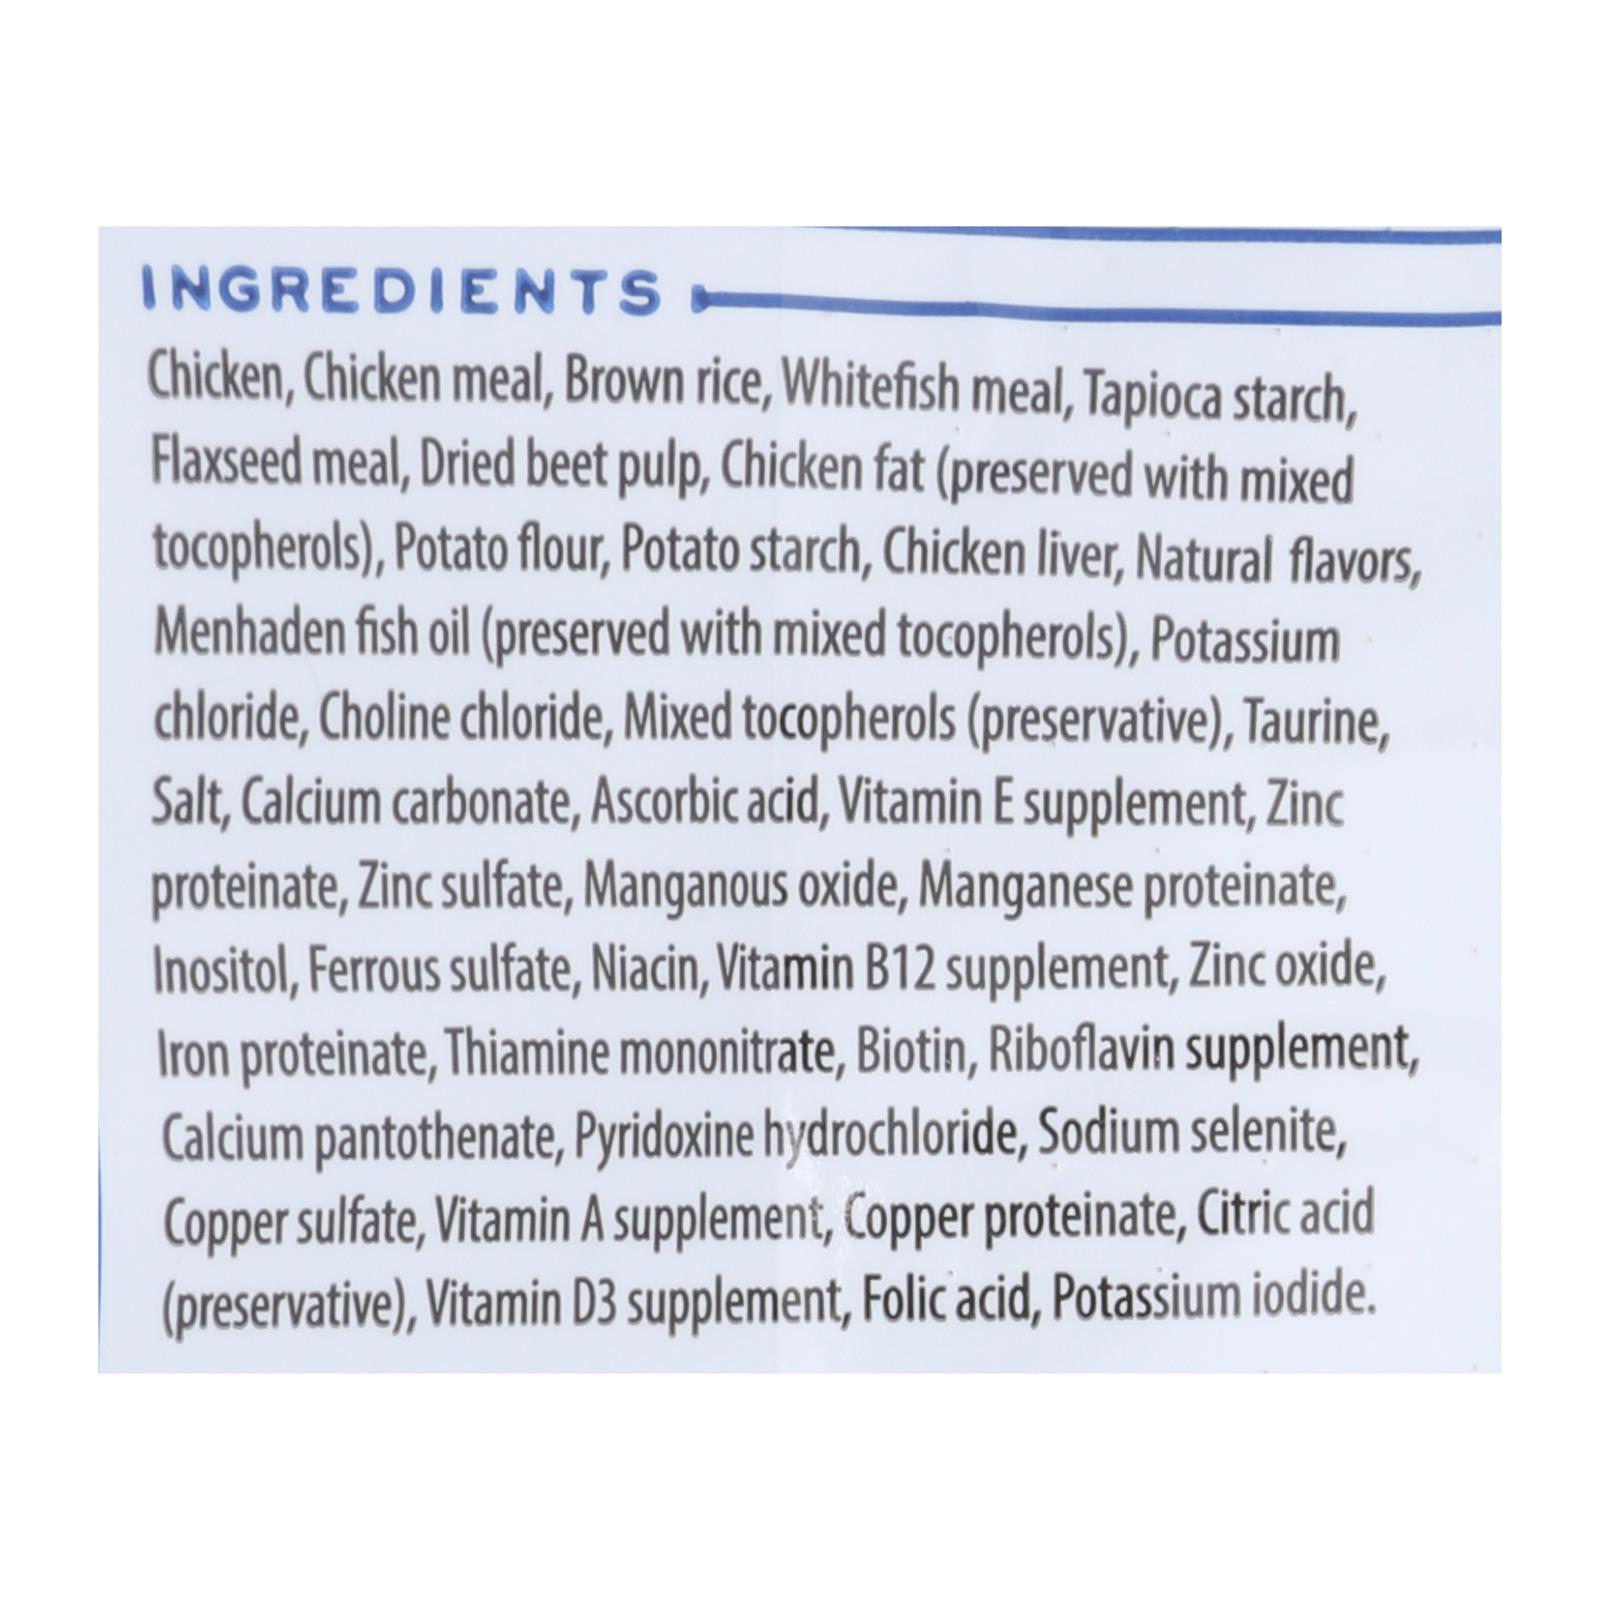 INGREDIENTS
Chicken, Chicken meal, Brown rice, Whitefish meal, Tapioca starch,
Flaxseed meal, Dried beet pulp, Chicken fat (preserved with mixed
tocopherols), Potato flour, Potato starch, Chicken liver, Natural flavors,
Menhaden fish oil (preserved with mixed tocopherols), Potassium
chloride, Choline chloride, Mixed tocopherols (preservative), Taurine,
Salt, Calcium carbonate, Ascorbic acid, Vitamin E supplement, Zinc
proteinate, Zinc sulfate, Manganous oxide, Manganese proteinate,
Inositol, Ferrous sulfate, Niacin, Vitamin B12 supplement, Zinc oxide,
Iron proteinate, Thiamine mononitrate, Biotin, Riboflavin supplement,
Calcium pantothenate, Pyridoxine hydrochloride, Sodium selenite,
Copper sulfate, Vitamin A supplement, Copper proteinate, Citric acid
(preservative), Vitamin D3 supplement, Folic acid, Potassium iodide.